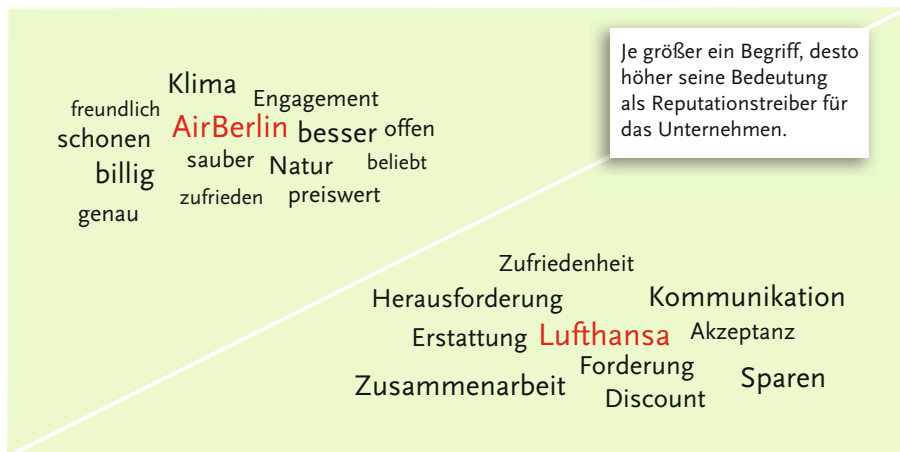 Je größer ein Begriff, desto
höher seine Bedeutung
als Reputationstreiber für
das Unternehmen.
Klima
freundlich Engagement
schonen AirBerlin besser offen
billig sauber Natur beliebt
genau zufrieden preiswert
Zufriedenheit
Herausforderung Kommunikation
Erstattung Lufthansa Akzeptanz
Zusammenarbeit Forderung Sparen
Discount